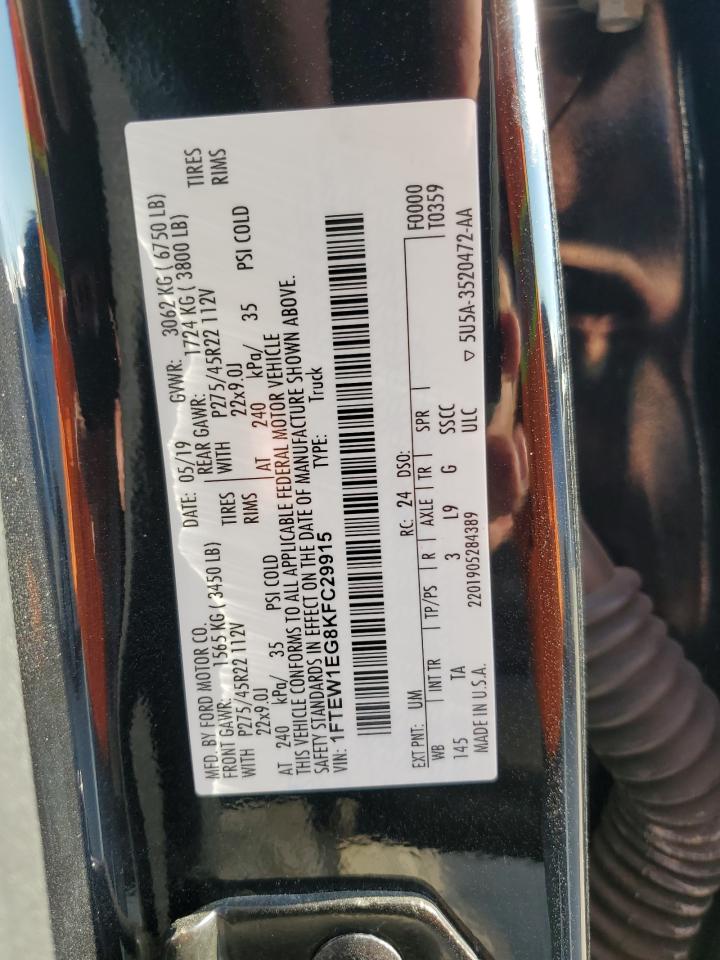 MFD. BY FORD MOTOR CO. DATE: 05/19 GVWR: 3062 KG ( 6750 LB)
FRONT GAWR: 1565 KG ( 3450 LB) REAR GAWR: 1724 KG ( 3800 LB)
WITH P275/45R22 112V TIRES WITH P275/45R22 112V TIRES
22x9.0J RIMS 22x9.0J RIMS
AT 240 kPa/ 35 PSI COLD AT 240 kPa/ 35 PSI COLD
THIS VEHICLE CONFORMS TO ALL APPLICABLE FEDERAL MOTOR VEHICLE
SAFETY STANDARDS IN EFFECT ON THE DATE OF MANUFACTURE SHOWN ABOVE.
VIN: 1FTEW1EG8KFC29915 TYPE: Truck
F0000
EXT PNT: UM RC: 24 DSO: T0359
WB INT TR TP/PS R AXLE TR SPR
145 TA 3 L9 G SSCC
MADE IN U.S.A. 2201905284389 ULC ▽ 5U5A-3520472-AA